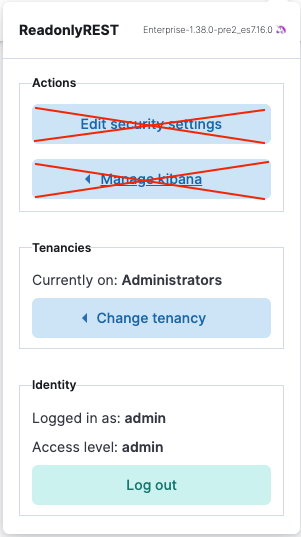 ReadonlyREST Enterprise-1.38.0-pre2_es7.16.0
Actions
Edit security settings
Manage kibana
Tenancies
Currently on: Administrators
Change tenancy
Identity
Logged in as: admin
Access level: admin
Log out